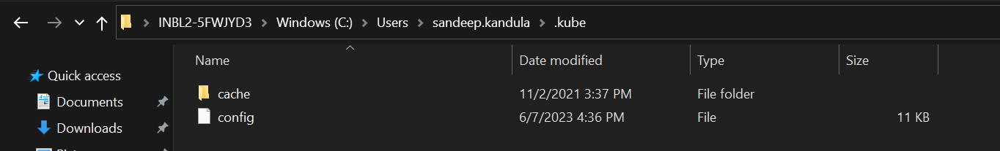 INBL2-5FWJYD3 > Windows (C:) > Users > sandeep.kandula > .kube
Name Date modified Type Size
Quick access
Documents
Downloads
cache 11/2/2021 3:37 PM File folder
config 6/7/2023 4:36 PM File 11 KB